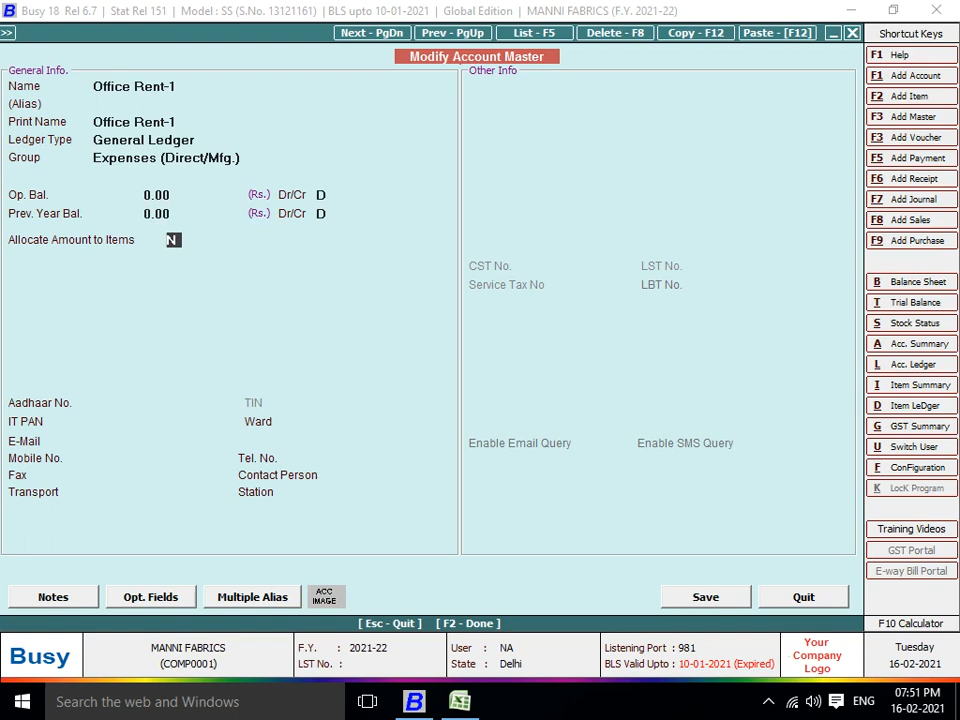 Busy 18 Rel 6.7 | Stat Rel 151 | Model : SS (S.No. 13121161) | BLS upto 10-01-2021 | Global Edition | MANNI FABRICS (F.Y. 2021-22)
>> Next - PgDn Prev - PgUp List - F5 Delete - F8 Copy - F12 Paste - [F12]
Modify Account Master
General Info.
Name Office Rent-1
(Alias)
Print Name Office Rent-1
Ledger Type General Ledger
Group Expenses (Direct/Mfg.)
Op. Bal. 0.00 (Rs.) Dr/Cr D
Prev. Year Bal. 0.00 (Rs.) Dr/Cr D
Allocate Amount to Items N
Aadhaar No. TIN
IT PAN Ward
E-Mail
Mobile No. Tel. No.
Fax Contact Person
Transport Station
Other Info
CST No. LST No.
Service Tax No LBT No.
Enable Email Query Enable SMS Query
Notes Opt. Fields Multiple Alias ACC IMAGE Save Quit
[ Esc - Quit ] [ F2 - Done ]
Shortcut Keys
F1 Help
F1 Add Account
F2 Add Item
F3 Add Master
F3 Add Voucher
F5 Add Payment
F6 Add Receipt
F7 Add Journal
F8 Add Sales
F9 Add Purchase
B Balance Sheet
T Trial Balance
S Stock Status
A Acc. Summary
L Acc. Ledger
I Item Summary
D Item LeDger
G GST Summary
U Switch User
F ConFiguration
K LocK Program
Training Videos
GST Portal
E-way Bill Portal
F10 Calculator
Busy
MANNI FABRICS
(COMP0001)
F.Y. : 2021-22
LST No. :
User : NA
State : Delhi
Listening Port : 981
BLS Valid Upto : 10-01-2021 (Expired)
Your
Company
Logo
Tuesday
16-02-2021
Search the web and Windows
ENG
07:51 PM
16-02-2021